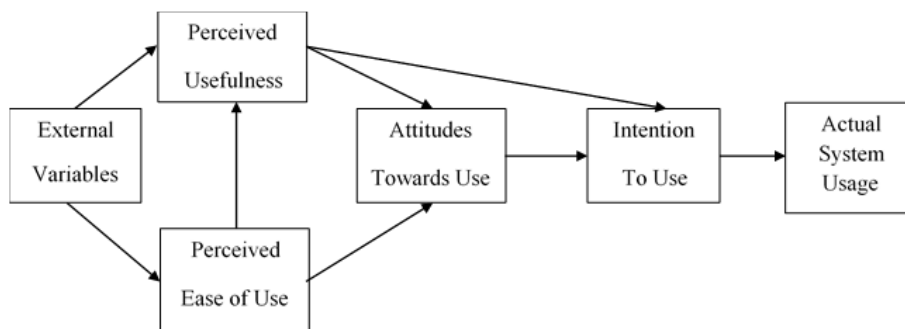 Perceived
Usefulness
External
Variables
Attitudes
Towards Use
Intention
To Use
Actual
System
Usage
Perceived
Ease of Use